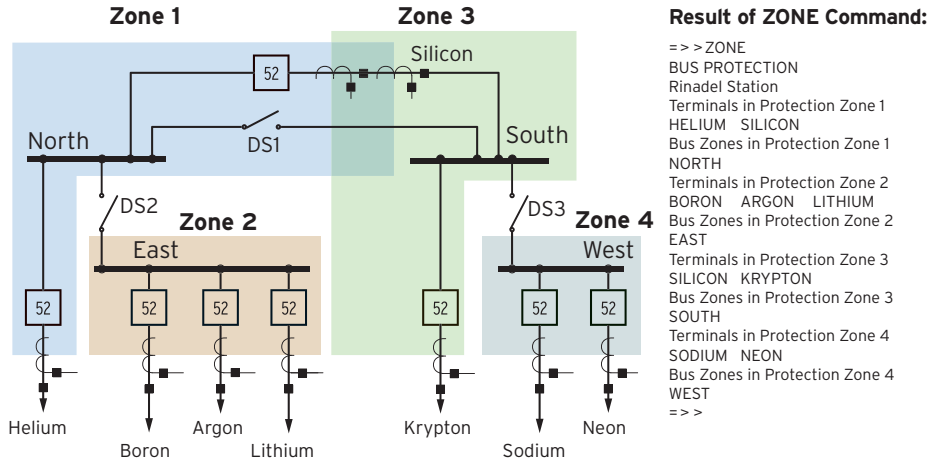 Zone 1
Zone 3
Silicon
52
North
DS1
South
DS2
DS3
Zone 2
Zone 4
East
West
52
52
52
52
52
52
52
Helium
Boron
Argon
Lithium
Krypton
Sodium
Neon
Result of ZONE Command:
=>>ZONE
BUS PROTECTION
Rinadel Station
Terminals in Protection Zone 1
HELIUM SILICON
Bus Zones in Protection Zone 1
NORTH
Terminals in Protection Zone 2
BORON ARGON LITHIUM
Bus Zones in Protection Zone 2
EAST
Terminals in Protection Zone 3
SILICON KRYPTON
Bus Zones in Protection Zone 3
SOUTH
Terminals in Protection Zone 4
SODIUM NEON
Bus Zones in Protection Zone 4
WEST
=>>